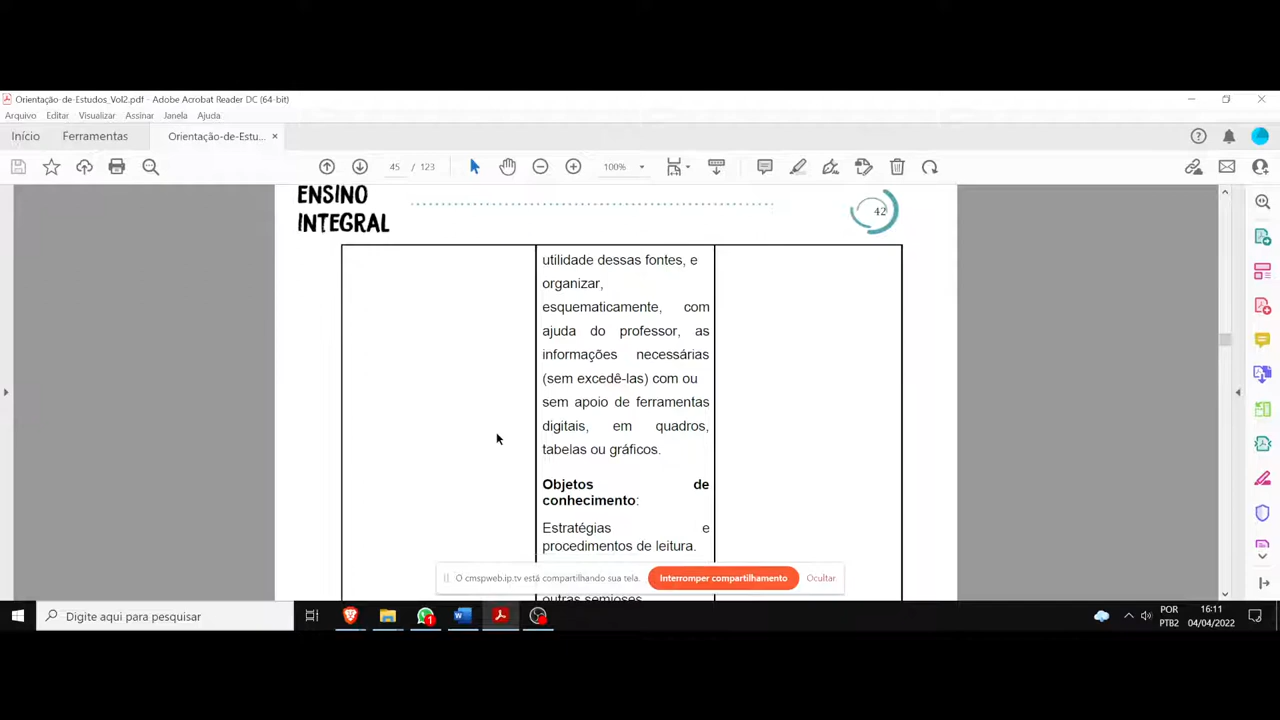 Orientação-de-Estudos_Vol2.pdf - Adobe Acrobat Reader DC (64-bit)
Arquivo Editar Visualizar Assinar Janela Ajuda
Início Ferramentas Orientação-de-Estu... ×
45 / 123 100%
ENSINO
INTEGRAL
42
utilidade dessas fontes, e
organizar,
esquematicamente, com
ajuda do professor, as
informações necessárias
(sem excedê-las) com ou
sem apoio de ferramentas
digitais, em quadros,
tabelas ou gráficos.
Objetos de
conhecimento:
Estratégias e
procedimentos de leitura.
outras semioses
O cmspweb.ip.tv está compartilhando sua tela. Interromper compartilhamento Ocultar
Digite aqui para pesquisar
1
POR
PTB2
16:11
04/04/2022